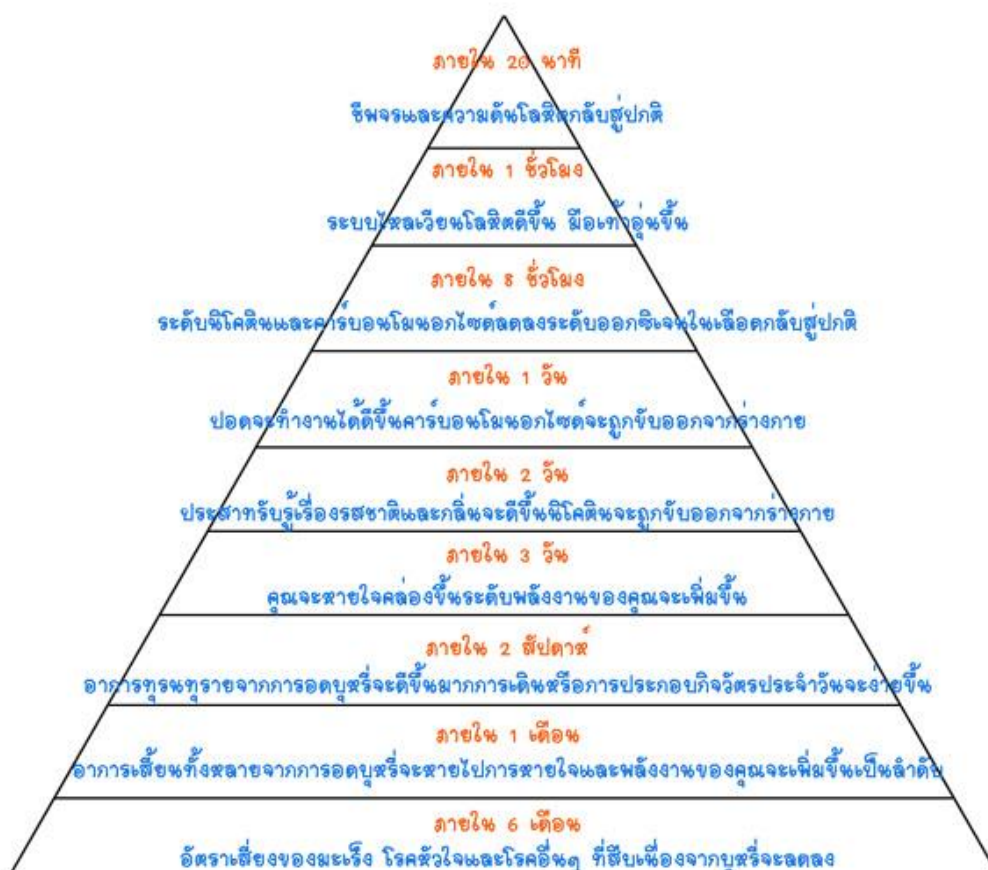 ภายใน 20 นาที
ชีพจรและความดันโลหิตกลับสู่ปกติ
ภายใน 1 ชั่วโมง
ระบบไหลเวียนโลหิตดีขึ้น มือเท้าอุ่นขึ้น
ภายใน 8 ชั่วโมง
ระดับนิโคตินและคาร์บอนโมนอกไซด์ลดลงระดับออกซิเจนในเลือดกลับสู่ปกติ
ภายใน 1 วัน
ปอดจะทำงานได้ดีขึ้นคาร์บอนโมนอกไซด์จะถูกขับออกจากร่างกาย
ภายใน 2 วัน
ประสาทรับรู้เรื่องรสชาติและกลิ่นจะดีขึ้นนิโคตินจะถูกขับออกจากร่างกาย
ภายใน 3 วัน
คุณจะหายใจคล่องขึ้นระดับพลังงานของคุณจะเพิ่มขึ้น
ภายใน 2 สัปดาห์
อาการทุรนทุรายจากการอดบุหรี่จะดีขึ้นมากการเดินหรือการประกอบกิจวัตรประจำวันจะง่ายขึ้น
ภายใน 1 เดือน
อาการเสี้ยนทั้งหลายจากการอดบุหรี่จะหายไปการหายใจและพลังงานของคุณจะเพิ่มขึ้นเป็นลำดับ
ภายใน 6 เดือน
อัตราเสี่ยงของมะเร็ง โรคหัวใจและโรคอื่นๆ ที่สืบเนื่องจากบุหรี่จะลดลง